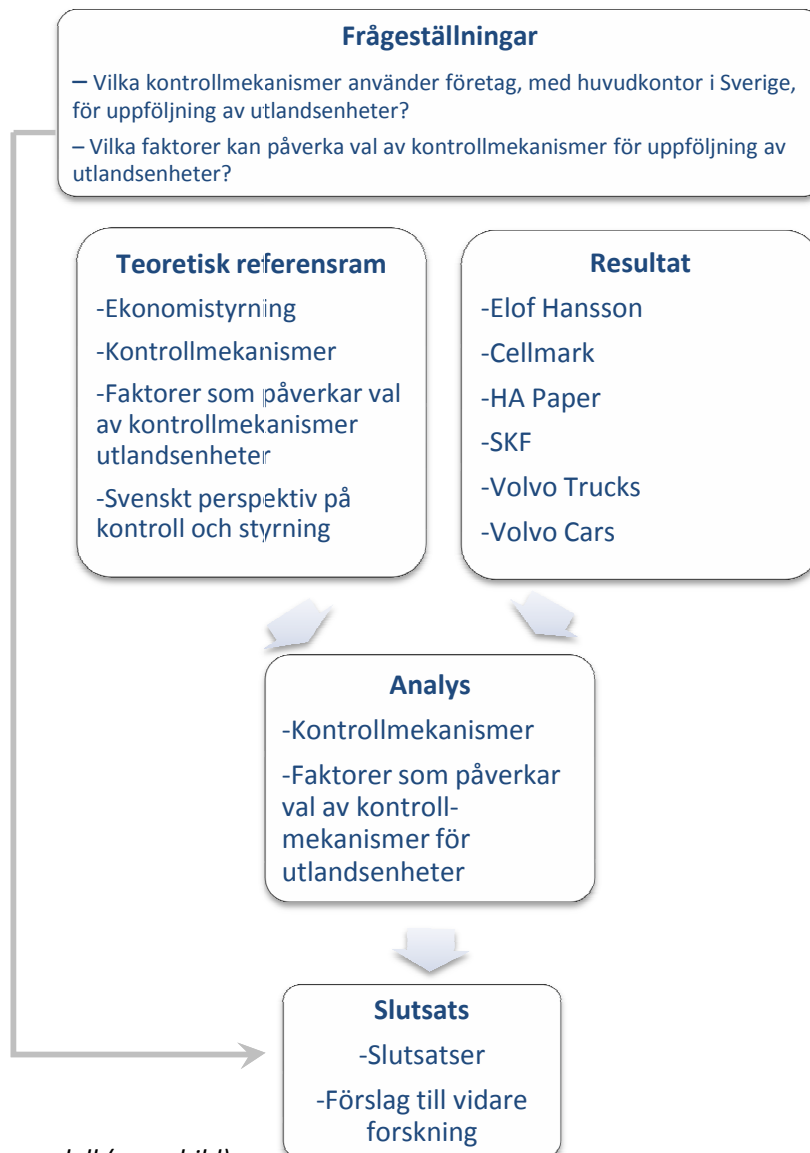 Frågeställningar
– Vilka kontrollmekanismer använder företag, med huvudkontor i Sverige,
för uppföljning av utlandsenheter?
– Vilka faktorer kan påverka val av kontrollmekanismer för uppföljning av
utlandsenheter?
Teoretisk referensram
-Ekonomistyrning
-Kontrollmekanismer
-Faktorer som påverkar val
av kontrollmekanismer
utlandsenheter
-Svenskt perspektiv på
kontroll och styrning
Resultat
-Elof Hansson
-Cellmark
-HA Paper
-SKF
-Volvo Trucks
-Volvo Cars
Analys
-Kontrollmekanismer
-Faktorer som påverkar
val av kontroll-
mekanismer för
utlandsenheter
Slutsats
-Slutsatser
-Förslag till vidare
forskning